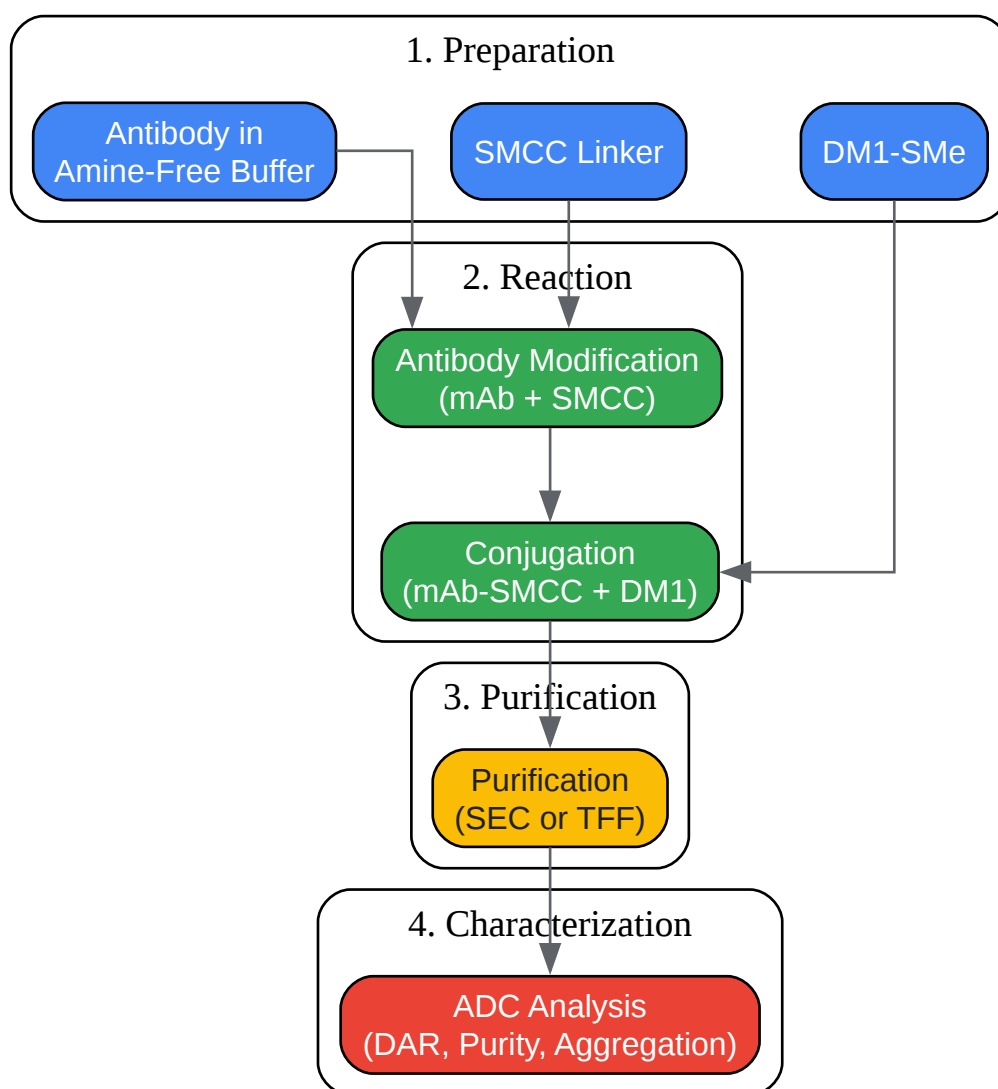 1. Preparation
Antibody in
Amine-Free Buffer
SMCC Linker
DM1-SMe
2. Reaction
Antibody Modification
(mAb + SMCC)
Conjugation
(mAb-SMCC + DM1)
3. Purification
Purification
(SEC or TFF)
4. Characterization
ADC Analysis
(DAR, Purity, Aggregation)